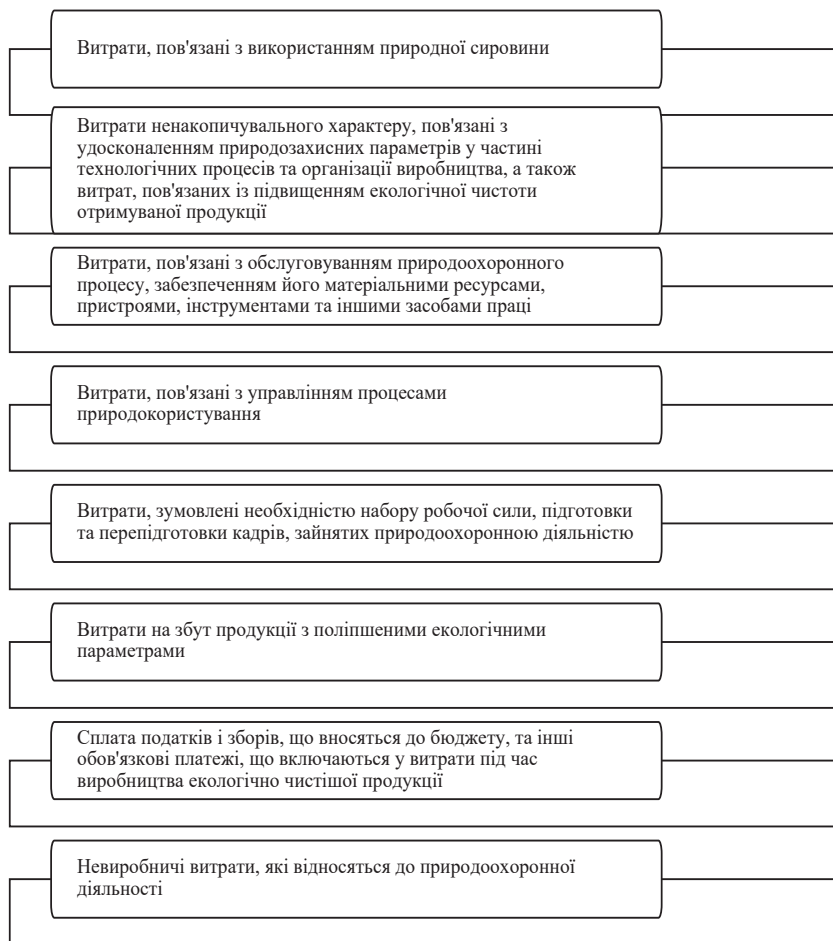 Витрати, пов'язані з використанням природної сировини
Витрати ненакопичувального характеру, пов'язані з
удосконаленням природозахисних параметрів у частині
технологічних процесів та організації виробництва, а також
витрат, пов'язаних із підвищенням екологічної чистоти
отримуваної продукції
Витрати, пов'язані з обслуговуванням природоохоронного
процесу, забезпеченням його матеріальними ресурсами,
пристроями, інструментами та іншими засобами праці
Витрати, пов'язані з управлінням процесами
природокористування
Витрати, зумовлені необхідністю набору робочої сили, підготовки
та перепідготовки кадрів, зайнятих природоохоронною діяльністю
Витрати на збут продукції з поліпшеними екологічними
параметрами
Сплата податків і зборів, що вносяться до бюджету, та інші
обов'язкові платежі, що включаються у витрати під час
виробництва екологічно чистішої продукції
Невиробничі витрати, які відносяться до природоохоронної
діяльності